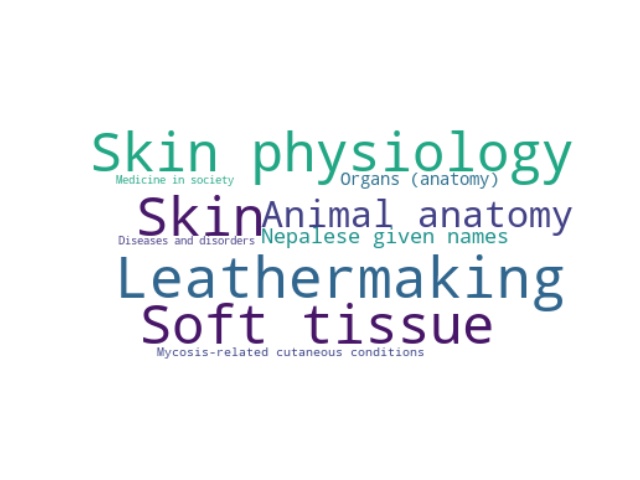 Skin physiology
Medicine in society
Organs (anatomy)
Skin
Animal anatomy
Diseases and disorders
Nepalese given names
Leathermaking
Soft tissue
Mycosis-related cutaneous conditions